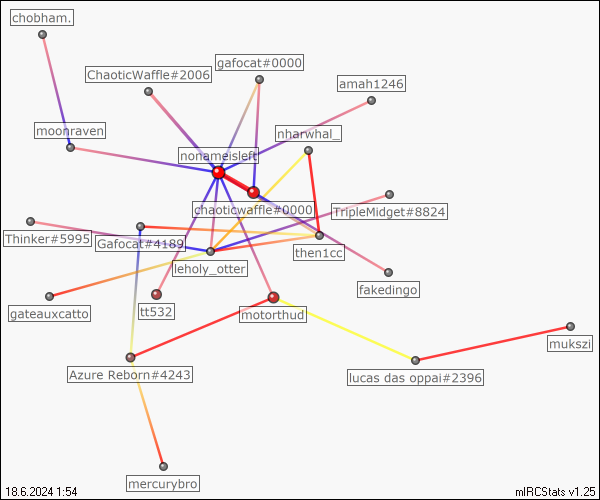 chobham.
gafocat#0000
ChaoticWaffle#2006
amah1246
moonraven
nharwhal_
nonameisleft
chaoticwaffle#0000
TripleMidget#8824
Thinker#5995
Gafocat#4189
then1cc
leholy_otter
fakedingo
gateauxcatto
tt532
motorthud
mukszi
Azure Reborn#4243
lucas das oppai#2396
mercurybro
18.6.2024 1:54
mIRCStats v1.25